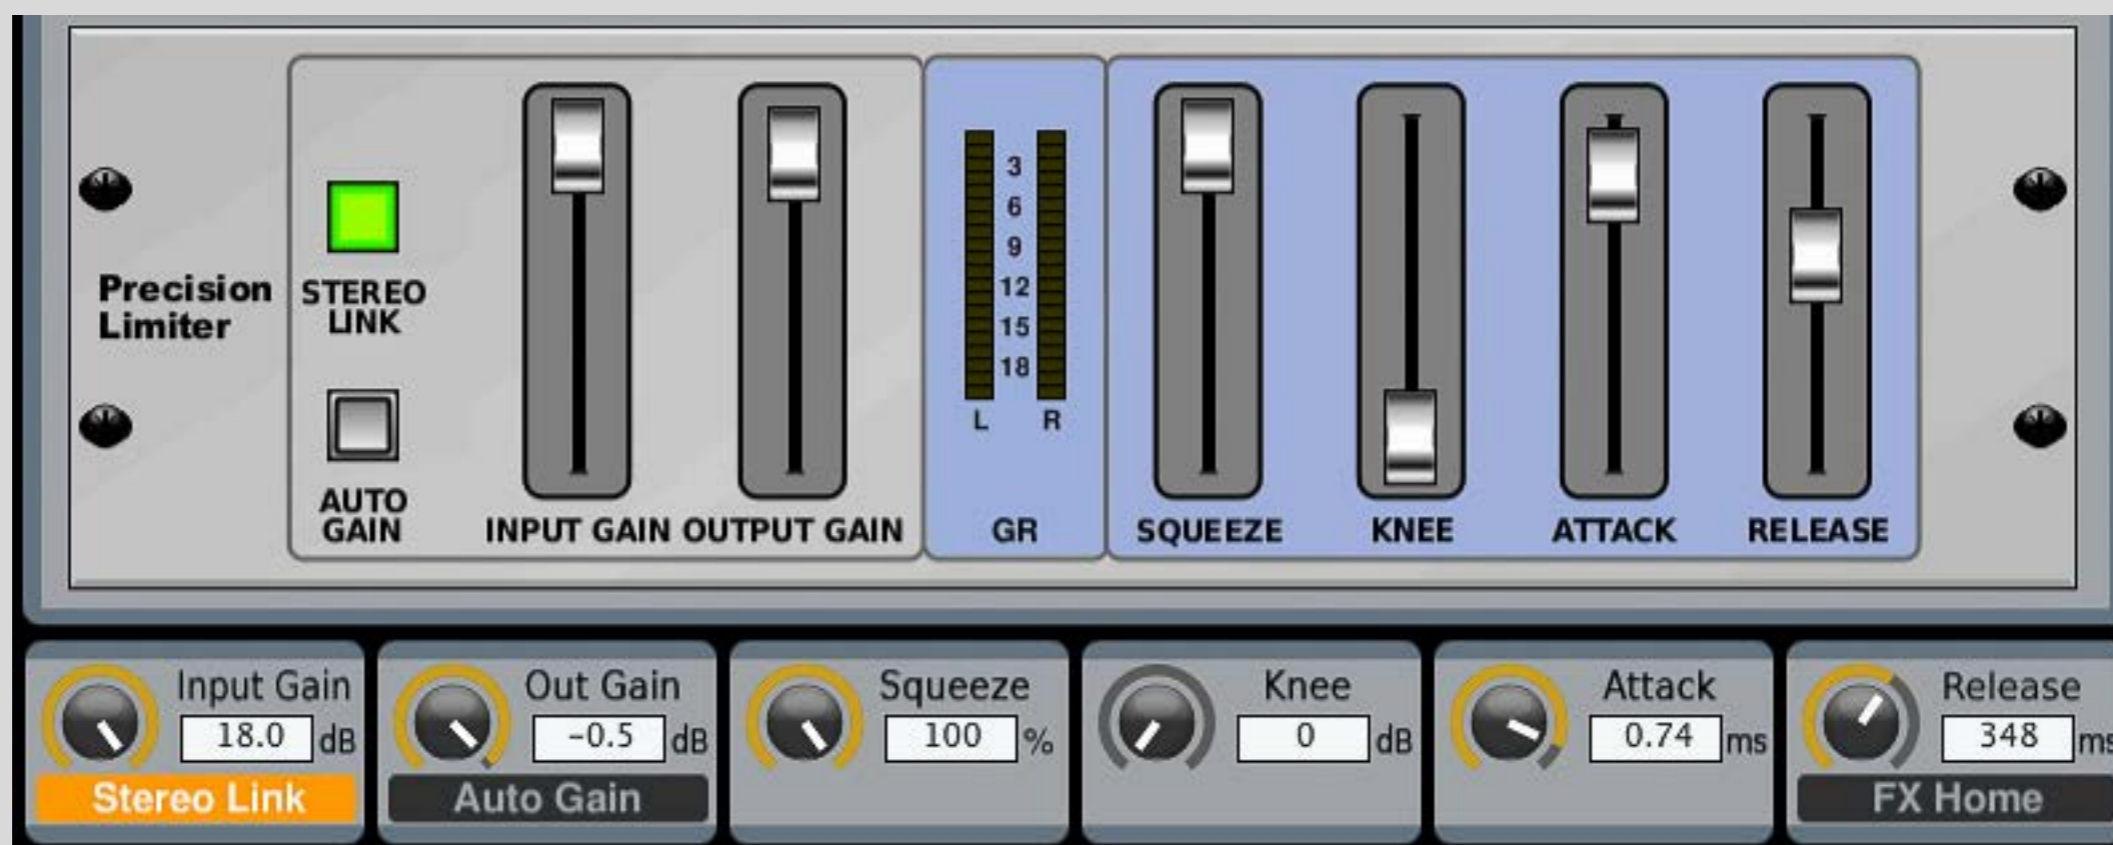 Precision
Limiter
STEREO
LINK
AUTO
GAIN
INPUT GAIN
OUTPUT GAIN
3
6
9
12
15
18
L R
GR
SQUEEZE
KNEE
ATTACK
RELEASE
Input Gain
18.0 dB
Stereo Link
Out Gain
-0.5 dB
Auto Gain
Squeeze
100 %
Knee
0 dB
Attack
0.74 ms
Release
348 ms
FX Home